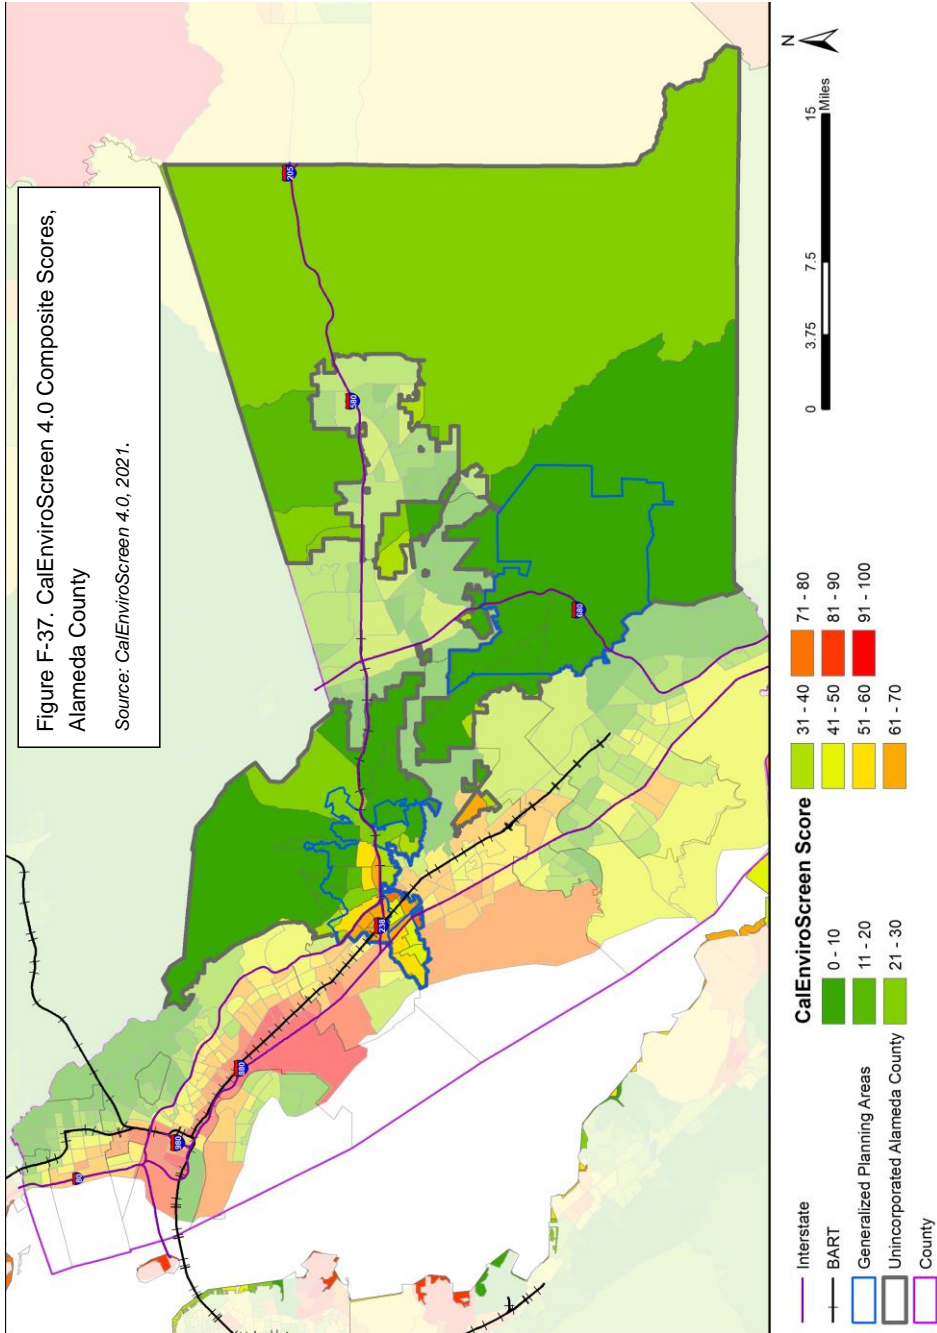 Figure F-37. CalEnviroScreen 4.0 Composite Scores,
Alameda County
Source: CalEnviroScreen 4.0, 2021.
80
980
880
238
580
205
680
N
0 3.75 7.5 15
Miles
Interstate
BART
Generalized Planning Areas
Unincorporated Alameda County
County
CalEnviroScreen Score
0 - 10
11 - 20
21 - 30
31 - 40
41 - 50
51 - 60
61 - 70
71 - 80
81 - 90
91 - 100